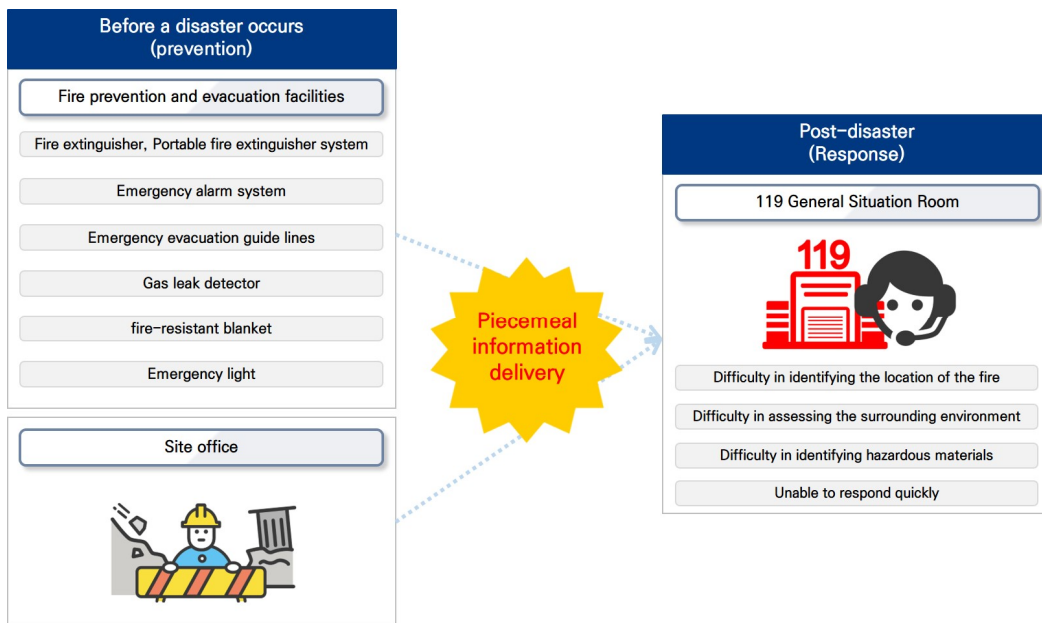 Before a disaster occurs
(prevention)
Fire prevention and evacuation facilities
Fire extinguisher, Portable fire extinguisher system
Emergency alarm system
Emergency evacuation guide lines
Gas leak detector
fire-resistant blanket
Emergency light
Site office
Piecemeal
information
delivery
Post-disaster
(Response)
119 General Situation Room
119
Difficulty in identifying the location of the fire
Difficulty in assessing the surrounding environment
Difficulty in identifying hazardous materials
Unable to respond quickly